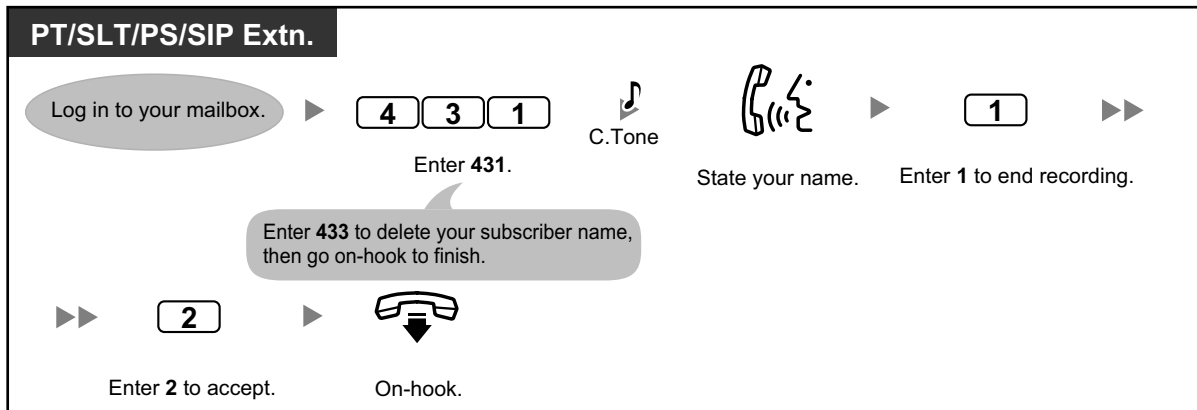 PT/SLT/PS/SIP Extn.
Log in to your mailbox.
4 3 1
C.Tone
Enter 431.
State your name.
1
Enter 1 to end recording.
Enter 433 to delete your subscriber name,
then go on-hook to finish.
2
Enter 2 to accept.
On-hook.